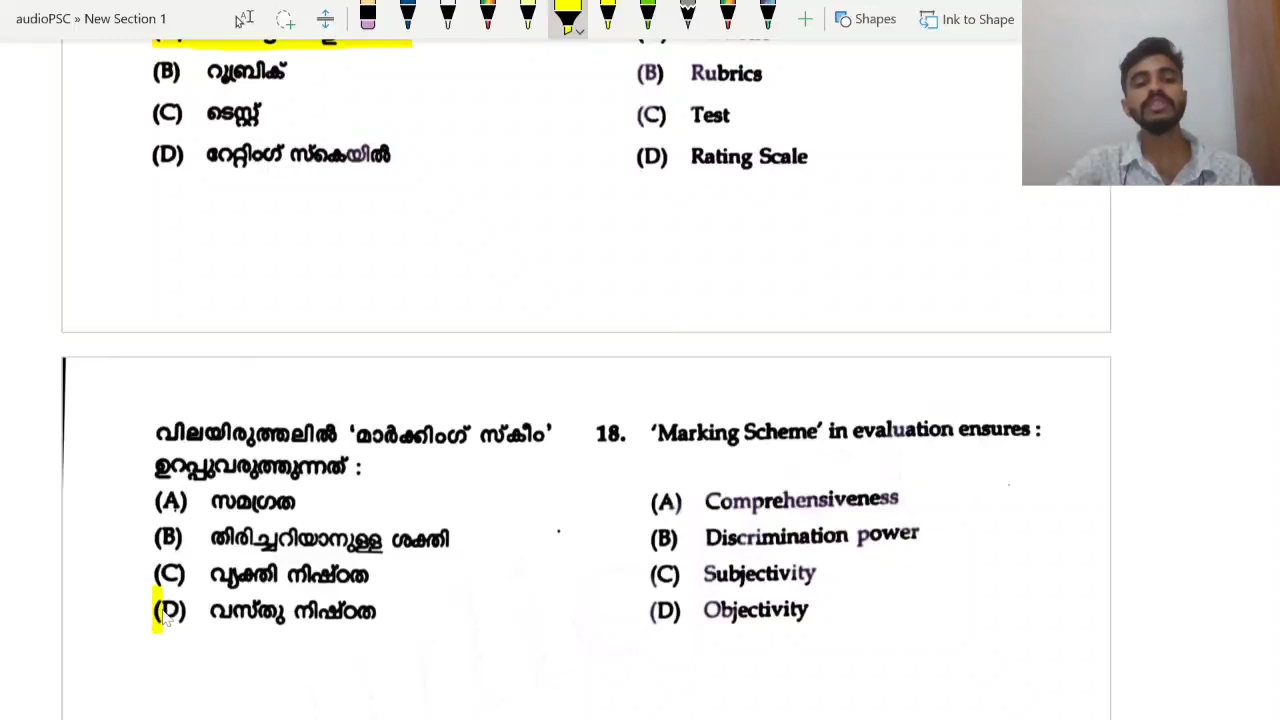 audioPSC » New Section 1
Shapes
Ink to Shape
(B) റൂബ്രിക്
(C) ടെസ്റ്റ്
(D) റേറ്റിംഗ് സ്കെയിൽ
(B) Rubrics
(C) Test
(D) Rating Scale
വിലയിരുത്തലിൽ ‘മാർക്കിംഗ് സ്കീം’
ഉറപ്പുവരുത്തുന്നത് :
(A) സമഗ്രത
(B) തിരിച്ചറിയാനുള്ള ശക്തി
(C) വ്യക്തി നിഷ്ഠത
(D) വസ്തു നിഷ്ഠത
18. ‘Marking Scheme’ in evaluation ensures :
(A) Comprehensiveness
(B) Discrimination power
(C) Subjectivity
(D) Objectivity